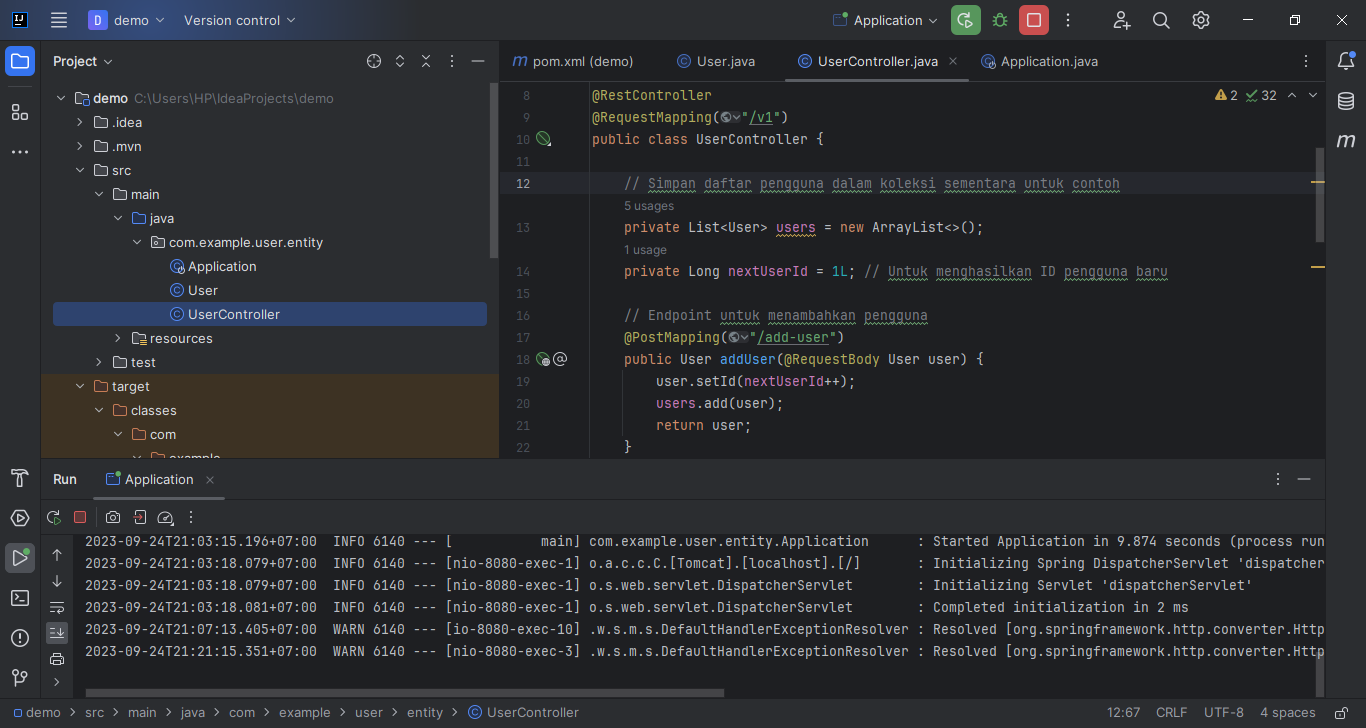 D demo Version control Application
Project
pom.xml (demo) User.java UserController.java Application.java
demo C:\Users\HP\IdeaProjects\demo
.idea
.mvn
src
main
java
com.example.user.entity
Application
User
UserController
resources
test
target
classes
com
example
2 32
8 @RestController
9 @RequestMapping("/v1")
10 public class UserController {
11
12 // Simpan daftar pengguna dalam koleksi sementara untuk contoh
5 usages
13 private List<User> users = new ArrayList<>();
1 usage
14 private Long nextUserId = 1L; // Untuk menghasilkan ID pengguna baru
15
16 // Endpoint untuk menambahkan pengguna
17 @PostMapping("/add-user")
18 public User addUser(@RequestBody User user) {
19 user.setId(nextUserId++);
20 users.add(user);
21 return user;
22 }
Run Application
2023-09-24T21:03:15.196+07:00 INFO 6140 --- [ main] com.example.user.entity.Application : Started Application in 9.874 seconds (process run
2023-09-24T21:03:18.079+07:00 INFO 6140 --- [nio-8080-exec-1] o.a.c.c.C.[Tomcat].[localhost].[/] : Initializing Spring DispatcherServlet 'dispatcher
2023-09-24T21:03:18.079+07:00 INFO 6140 --- [nio-8080-exec-1] o.s.web.servlet.DispatcherServlet : Initializing Servlet 'dispatcherServlet'
2023-09-24T21:03:18.081+07:00 INFO 6140 --- [nio-8080-exec-1] o.s.web.servlet.DispatcherServlet : Completed initialization in 2 ms
2023-09-24T21:07:13.405+07:00 WARN 6140 --- [io-8080-exec-10] .w.s.m.s.DefaultHandlerExceptionResolver : Resolved [org.springframework.http.converter.Http
2023-09-24T21:21:15.351+07:00 WARN 6140 --- [nio-8080-exec-3] .w.s.m.s.DefaultHandlerExceptionResolver : Resolved [org.springframework.http.converter.Http
demo > src > main > java > com > example > user > entity > UserController 12:67 CRLF UTF-8 4 spaces